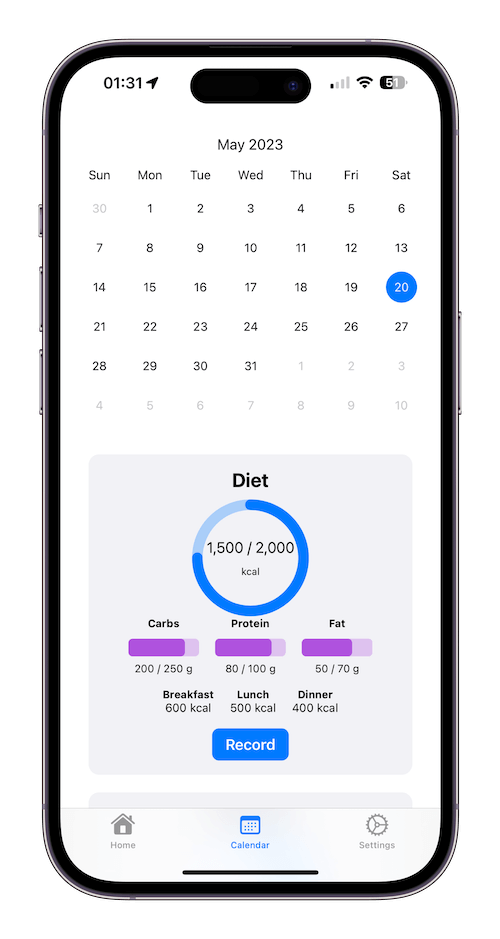 01:31 51
May 2023
Sun Mon Tue Wed Thu Fri Sat
30 1 2 3 4 5 6
7 8 9 10 11 12 13
14 15 16 17 18 19 20
21 22 23 24 25 26 27
28 29 30 31 1 2 3
4 5 6 7 8 9 10
Diet
1,500 / 2,000
kcal
Carbs Protein Fat
200 / 250 g 80 / 100 g 50 / 70 g
Breakfast Lunch Dinner
600 kcal 500 kcal 400 kcal
Record
Home Calendar Settings